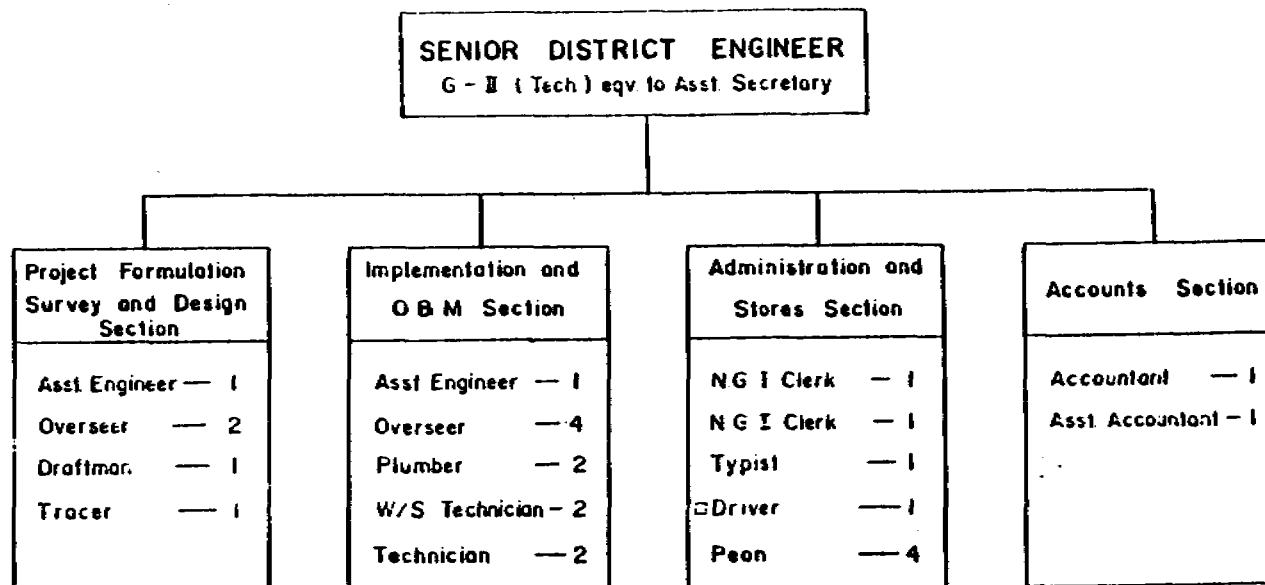 SENIOR DISTRICT ENGINEER
G - II (Tech) eqv. to Asst. Secretary
Project Formulation
Survey and Design
Section
Asst. Engineer — 1
Overseer — 2
Draftman — 1
Tracer — 1
Implementation and
O & M Section
Asst Engineer — 1
Overseer — 4
Plumber — 2
W/S Technician - 2
Technician — 2
Administration and
Stores Section
N G I Clerk — 1
N G I Clerk — 1
Typist — 1
Driver — 1
Peon — 4
Accounts Section
Accountant — 1
Asst. Accountant - 1